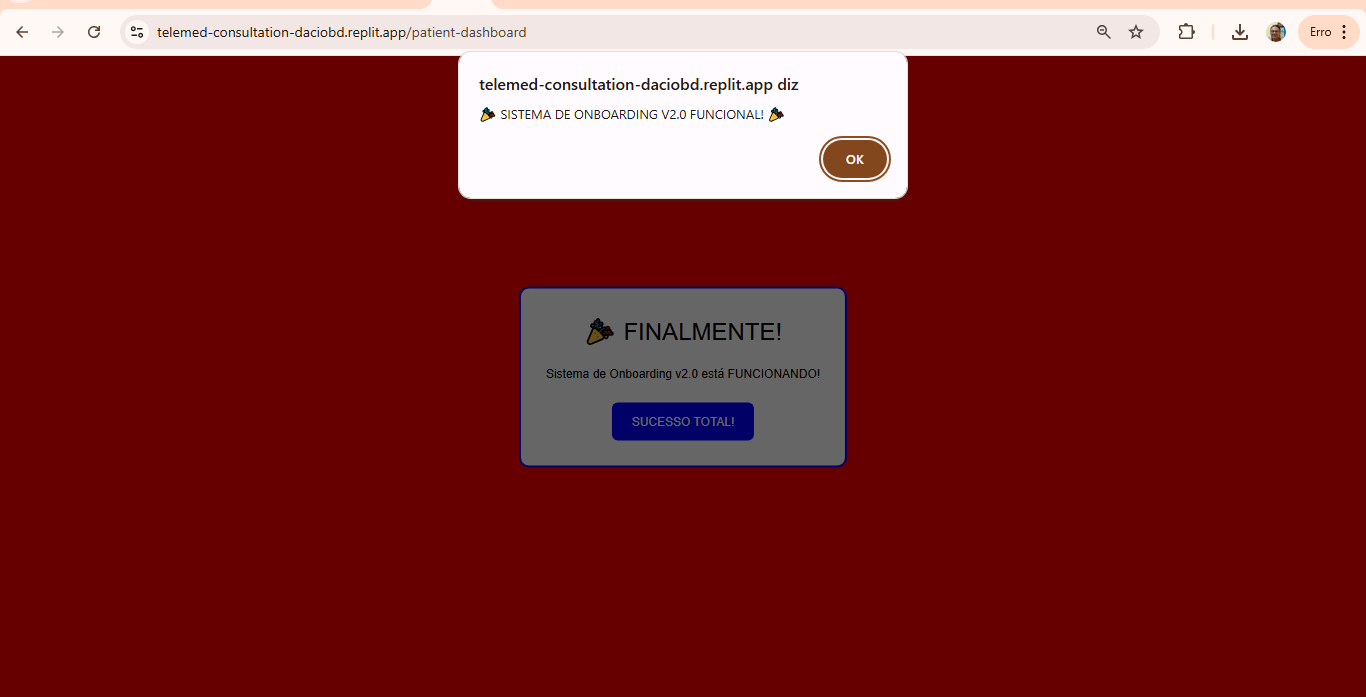 telemed-consultation-daciobd.replit.app/patient-dashboard
Erro
telemed-consultation-daciobd.replit.app diz
🎉 SISTEMA DE ONBOARDING V2.0 FUNCIONAL! 🎉
OK
🎉 FINALMENTE!
Sistema de Onboarding v2.0 está FUNCIONANDO!
SUCESSO TOTAL!